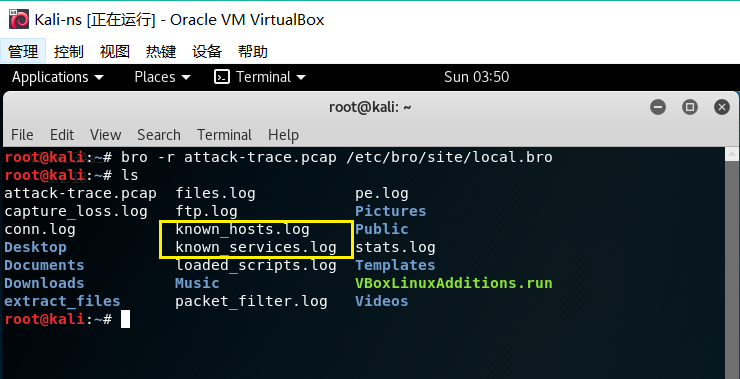 Kali-ns [正在运行] - Oracle VM VirtualBox
管理 控制 视图 热键 设备 帮助
Applications Places Terminal Sun 03:50
root@kali: ~
File Edit View Search Terminal Help
root@kali:~# bro -r attack-trace.pcap /etc/bro/site/local.bro
root@kali:~# ls
attack-trace.pcap files.log pe.log
capture_loss.log ftp.log Pictures
conn.log known_hosts.log Public
Desktop known_services.log stats.log
Documents loaded_scripts.log Templates
Downloads Music VBoxLinuxAdditions.run
extract_files packet_filter.log Videos
root@kali:~#